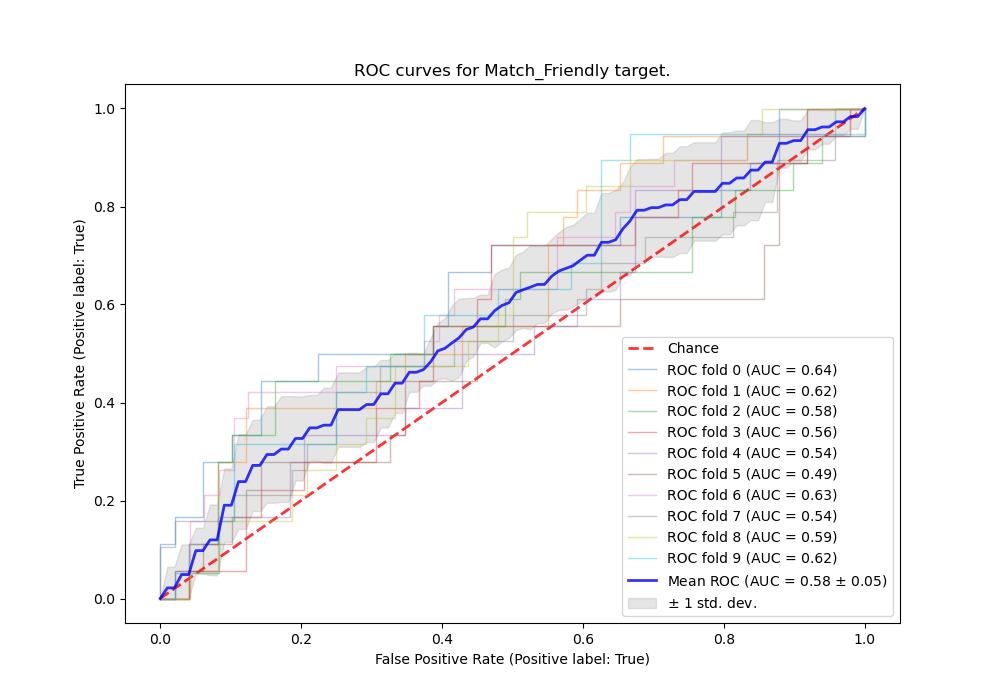 ROC curves for Match_Friendly target.
True Positive Rate (Positive label: True)
1.0
0.8
0.6
0.4
0.2
0.0
0.0 0.2 0.4 0.6 0.8 1.0
False Positive Rate (Positive label: True)
Chance
ROC fold 0 (AUC = 0.64)
ROC fold 1 (AUC = 0.62)
ROC fold 2 (AUC = 0.58)
ROC fold 3 (AUC = 0.56)
ROC fold 4 (AUC = 0.54)
ROC fold 5 (AUC = 0.49)
ROC fold 6 (AUC = 0.63)
ROC fold 7 (AUC = 0.54)
ROC fold 8 (AUC = 0.59)
ROC fold 9 (AUC = 0.62)
Mean ROC (AUC = 0.58 ± 0.05)
± 1 std. dev.